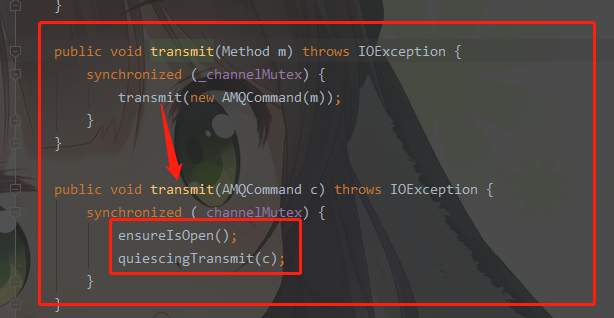 }
public void transmit(Method m) throws IOException {
synchronized (_channelMutex) {
transmit(new AMQCommand(m));
}
}
public void transmit(AMQCommand c) throws IOException {
synchronized (_channelMutex) {
ensureIsOpen();
quiescingTransmit(c);
}
}